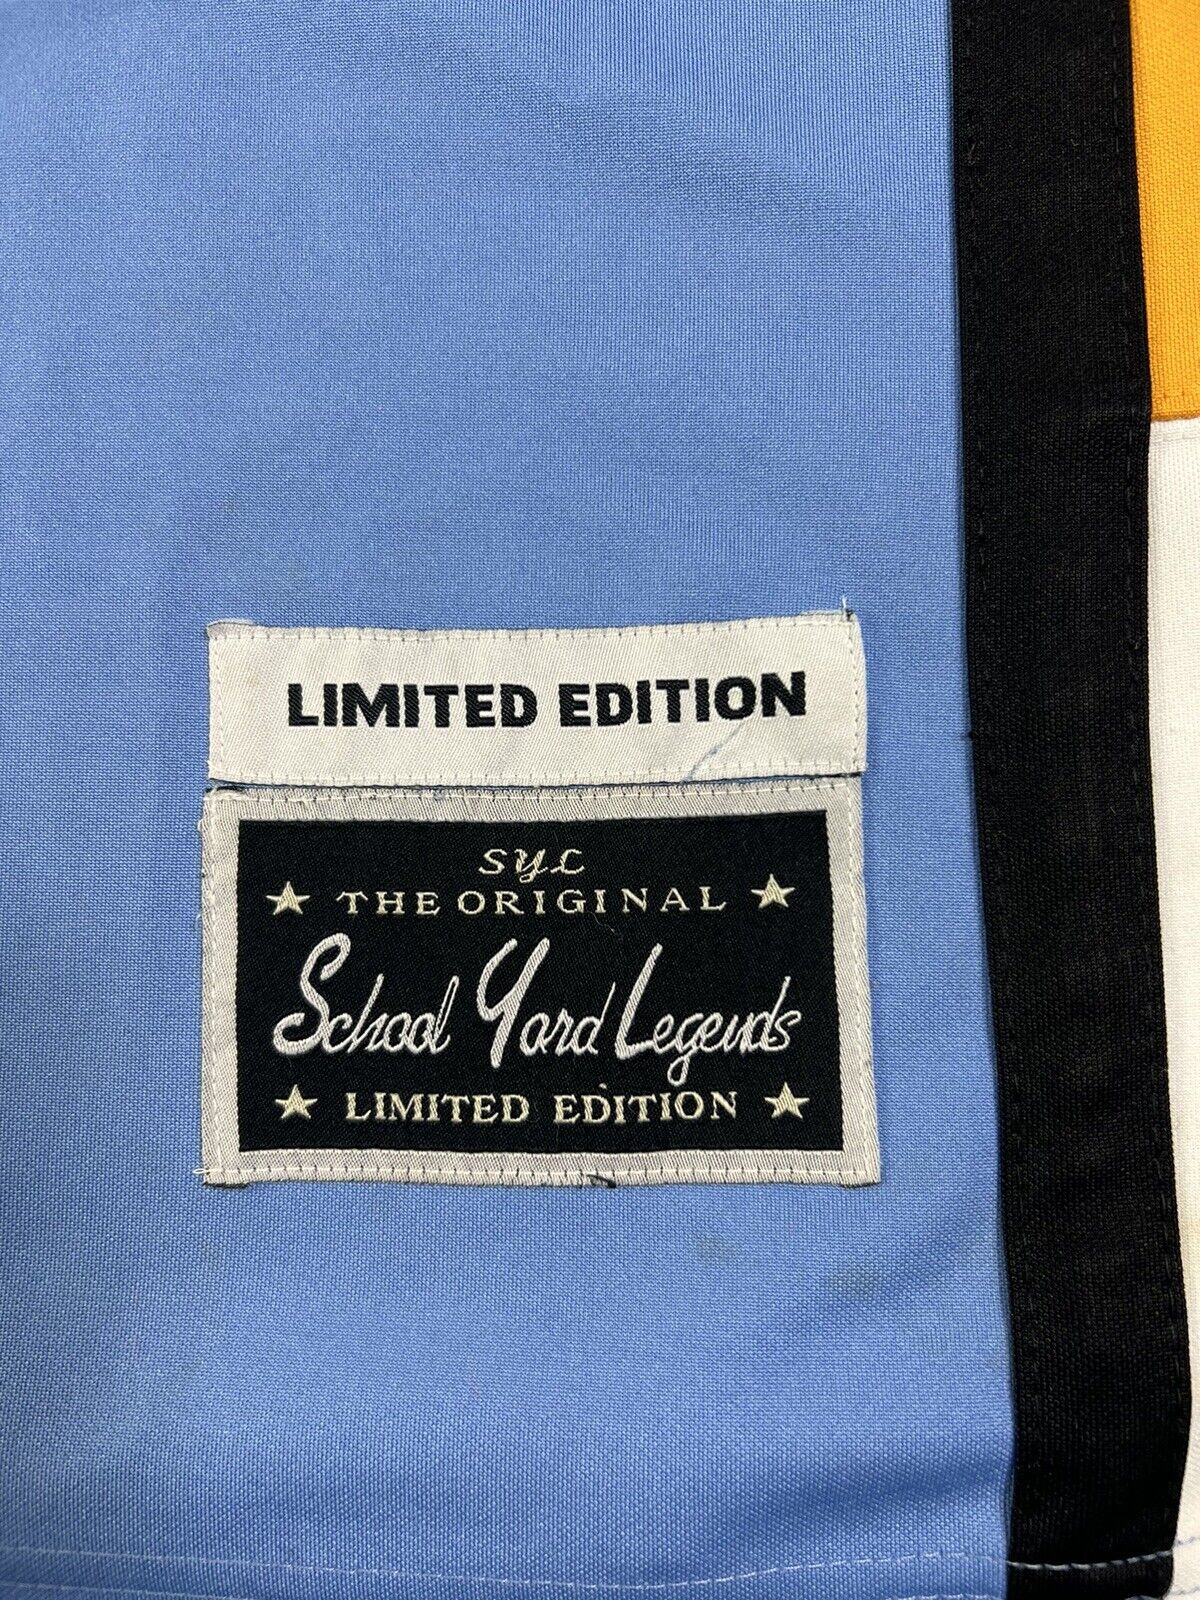 LIMITED EDITION
SYL
THE ORIGINAL
School Yard Legends
LIMITED EDITION